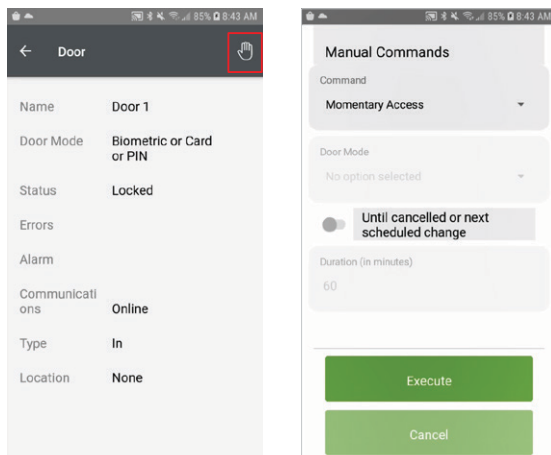 85% 8:43 AM
Door
Name Door 1
Door Mode Biometric or Card
or PIN
Status Locked
Errors
Alarm
Communicati
ons Online
Type In
Location None
85% 8:43 AM
Manual Commands
Command
Momentary Access
Door Mode
No option selected
Until cancelled or next
scheduled change
Duration (in minutes)
60
Execute
Cancel